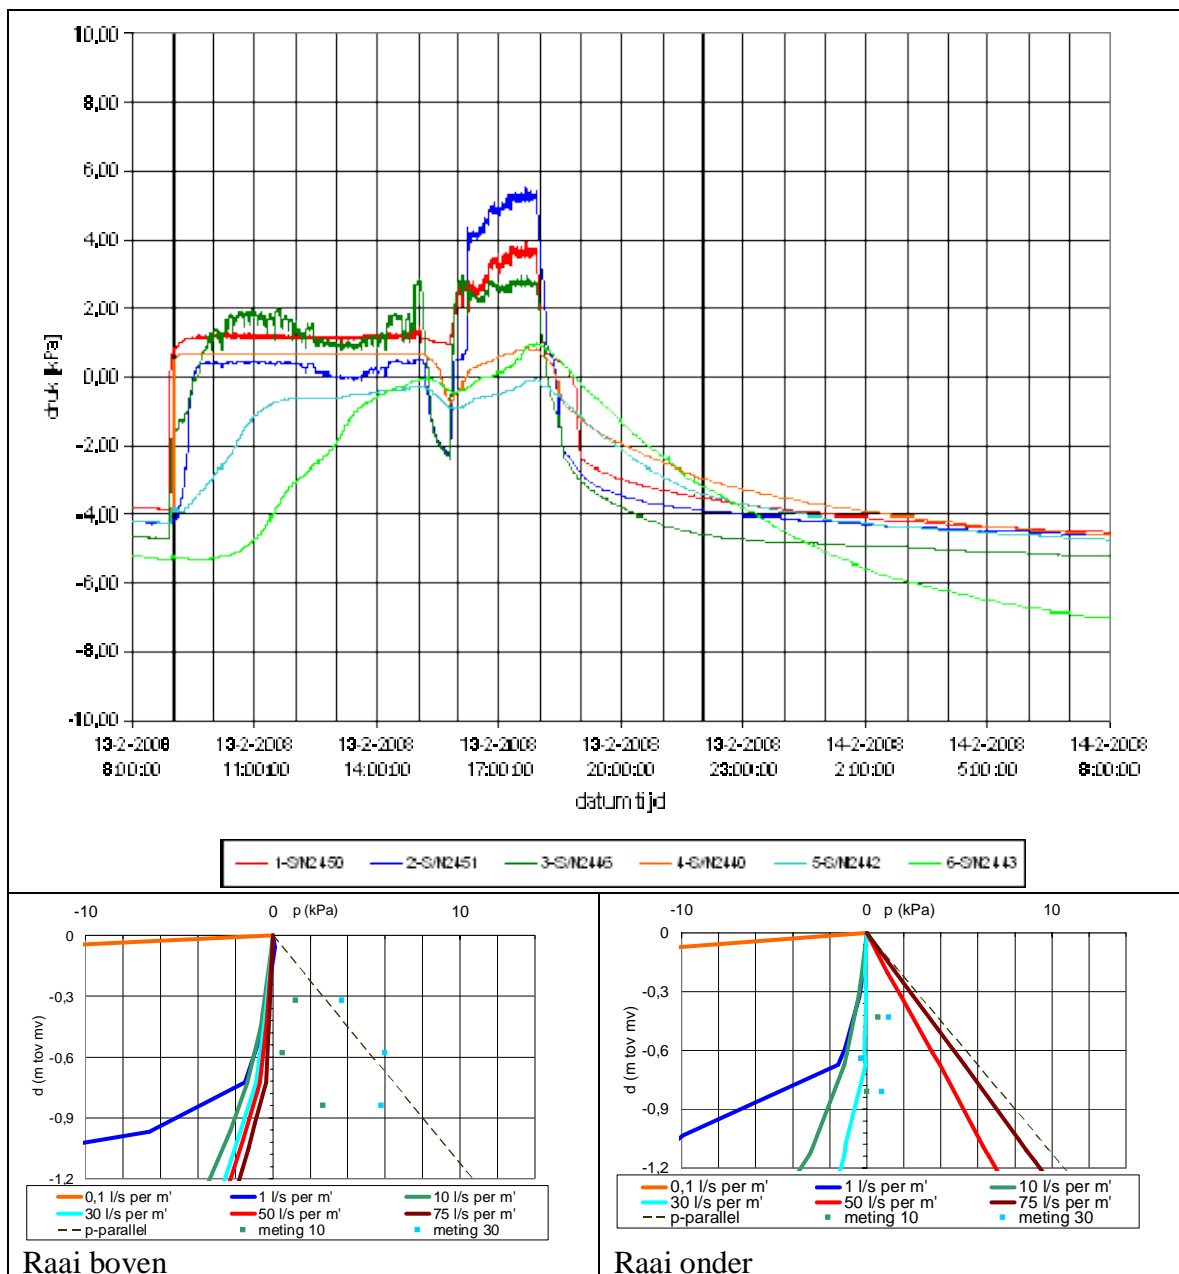 10,00
8,00
6,00
4,00
2,00
0,00
-2,00
-4,00
-6,00
-8,00
-10,00
druk [kPa]
13-2-2008 13-2-2008 13-2-2008 13-2-2008 13-2-2008 13-2-2008 14-2-2008 14-2-2008 14-2-2008
8:00:00 11:00:00 14:00:00 17:00:00 20:00:00 23:00:00 2:00:00 5:00:00 8:00:00
datum tijd
1-S/N2450 2-S/N2451 3-S/N2446 4-S/N2440 5-S/N2442 6-S/N2443
-10 0 p (kPa) 10
0
-0,3
-0,6
-0,9
-1,2
d (m tov mv)
0,1 l/s per m' 1 l/s per m' 10 l/s per m'
30 l/s per m' 50 l/s per m' 75 l/s per m'
p-parallel meting 10 meting 30
Raai boven
-10 0 p (kPa) 10
0
-0,3
-0,6
-0,9
-1,2
d (m tov mv)
0,1 l/s per m' 1 l/s per m' 10 l/s per m'
30 l/s per m' 50 l/s per m' 75 l/s per m'
p-parallel meting 10 meting 30
Raai onder